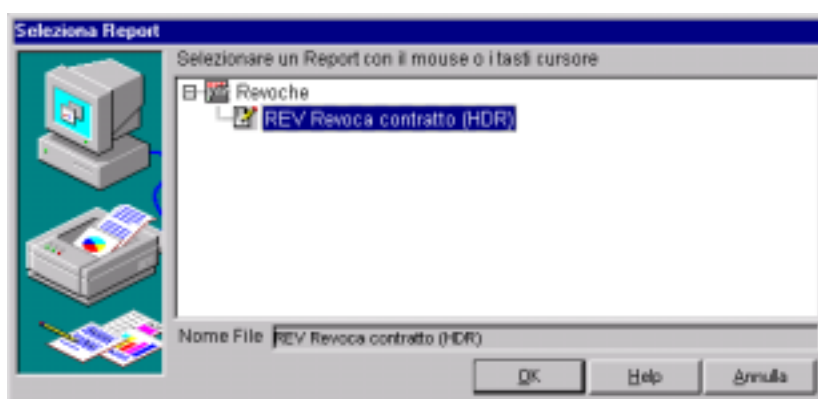 Seleziona Report
Selezionare un Report con il mouse o i tasti cursore
Revoche
REV Revoca contratto (HDR)
Nome File REV Revoca contratto (HDR)
OK Help Annulla